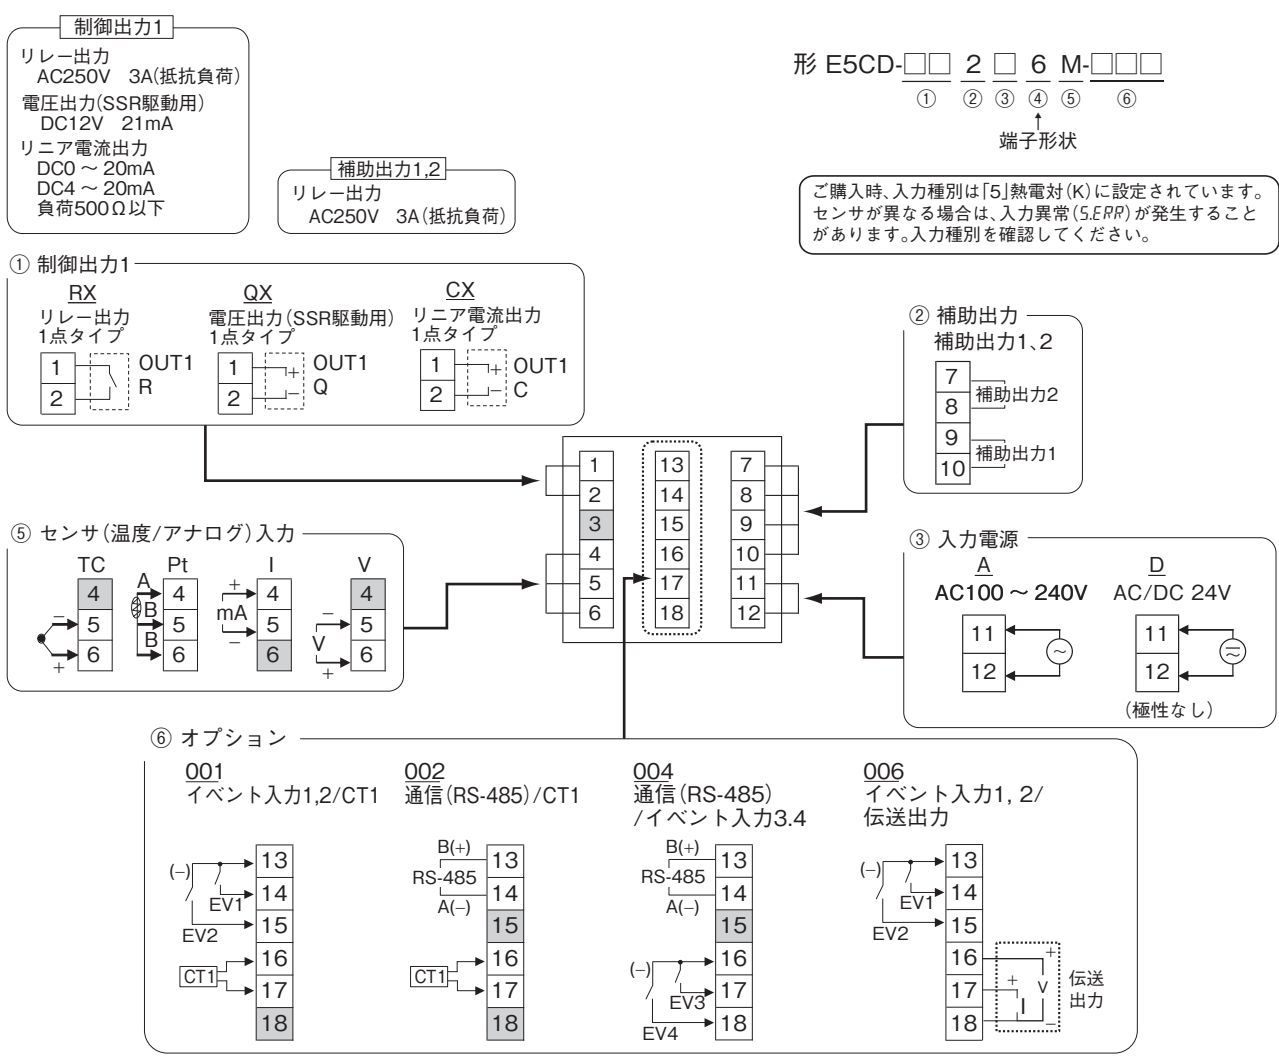 制御出力1
リレー出力
AC250V 3A(抵抗負荷)
電圧出力(SSR駆動用)
DC12V 21mA
リニア電流出力
DC0 ~ 20mA
DC4 ~ 20mA
負荷500Ω以下
補助出力1,2
リレー出力
AC250V 3A(抵抗負荷)
形 E5CD-□□ 2 □ 6 M-□□□
① ② ③ ④ ⑤ ⑥
端子形状
ご購入時、入力種別は「5」熱電対(K)に設定されています。
センサが異なる場合は、入力異常(S.ERR)が発生すること
があります。入力種別を確認してください。
① 制御出力1
RX
リレー出力
1点タイプ
1
2
OUT1
R
QX
電圧出力(SSR駆動用)
1点タイプ
1
2
+
−
OUT1
Q
CX
リニア電流出力
1点タイプ
1
2
+
−
OUT1
C
② 補助出力
補助出力1、2
7
8
9
10
補助出力2
補助出力1
1
2
3
4
5
6
13
14
15
16
17
18
7
8
9
10
11
12
⑤ センサ(温度/アナログ)入力
TC
4
5
6
−
+
Pt
A
B
B
4
5
6
I
+
mA
−
4
5
6
V
−
V
+
4
5
6
③ 入力電源
A
AC100 ~ 240V
11
12
D
AC/DC 24V
11
12
(極性なし)
⑥ オプション
001
イベント入力1,2/CT1
(−)
EV1
EV2
CT1
13
14
15
16
17
18
002
通信(RS-485)/CT1
B(+)
RS-485
A(−)
CT1
13
14
15
16
17
18
004
通信(RS-485)
/イベント入力3.4
B(+)
RS-485
A(−)
(−)
EV3
EV4
13
14
15
16
17
18
006
イベント入力1, 2/
伝送出力
(−)
EV1
EV2
13
14
15
16
17
18
+
+
V
I
−
伝送
出力